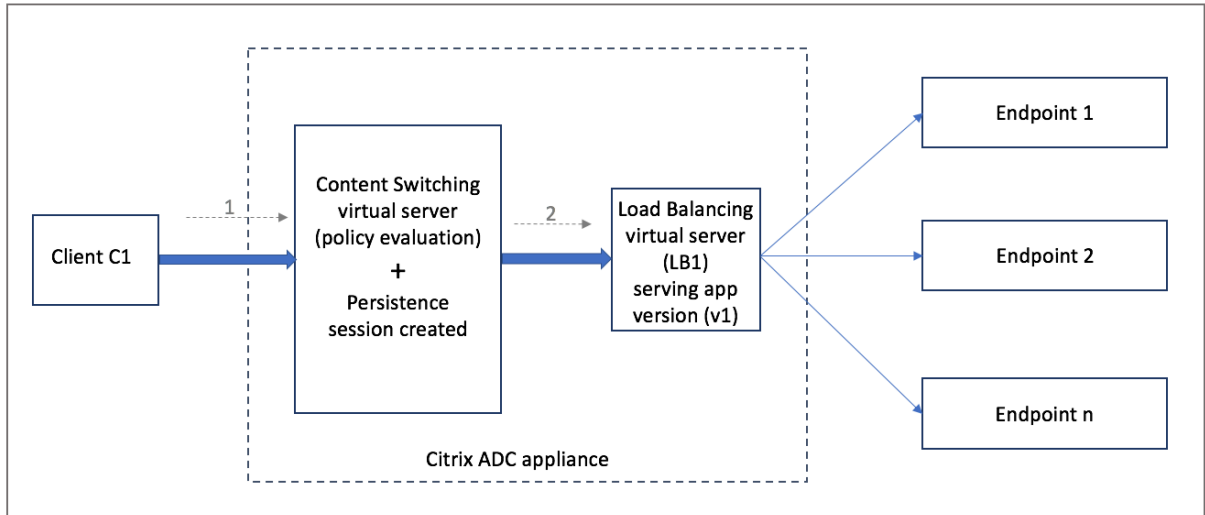 Client C1
1
Content Switching
virtual server
(policy evaluation)
+
Persistence
session created
2
Load Balancing
virtual server
(LB1)
serving app
version (v1)
Endpoint 1
Endpoint 2
Endpoint n
Citrix ADC appliance